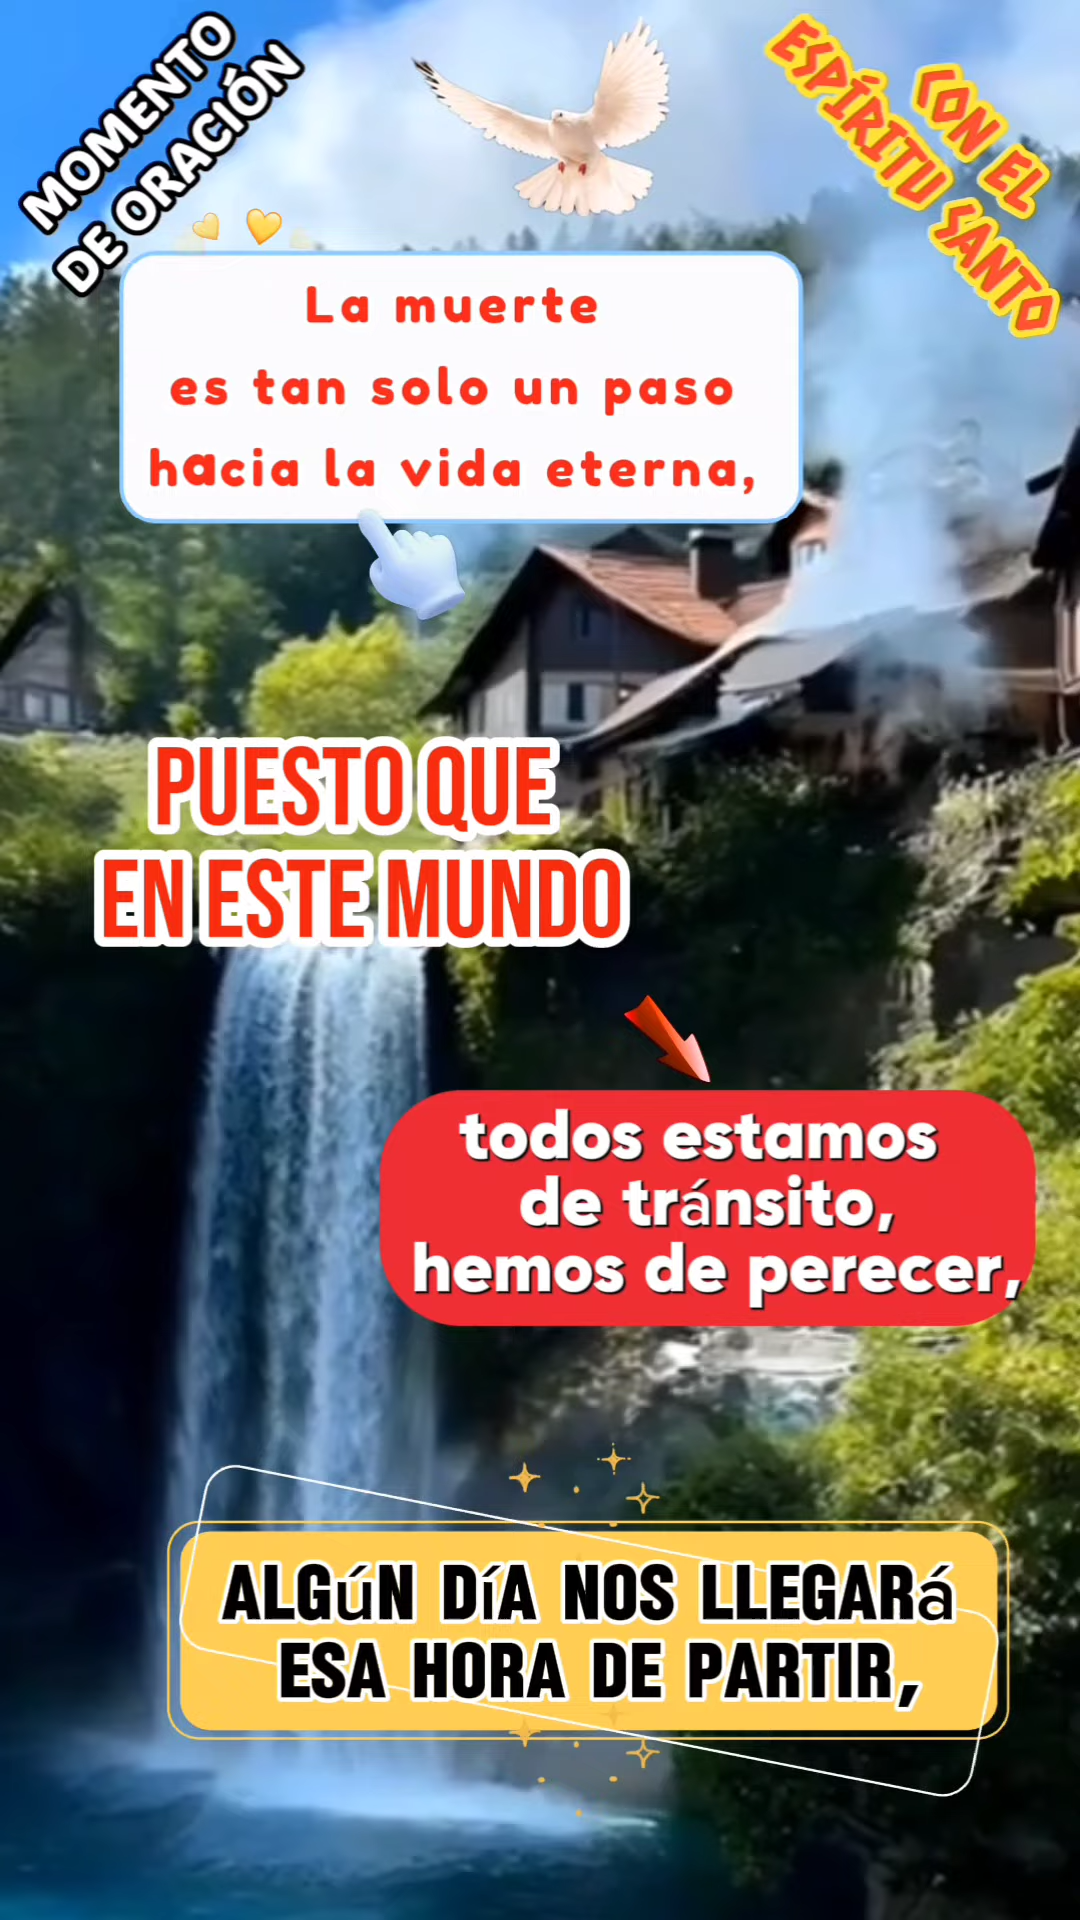 MOMENTO
DE ORACIÓN
CON EL
ESPÍRITU SANTO
La muerte
es tan solo un paso
hacia la vida eterna,
PUESTO QUE
EN ESTE MUNDO
todos estamos
de tránsito,
hemos de perecer,
ALGúN DíA NOS LLEGARá
ESA HORA DE PARTIR,